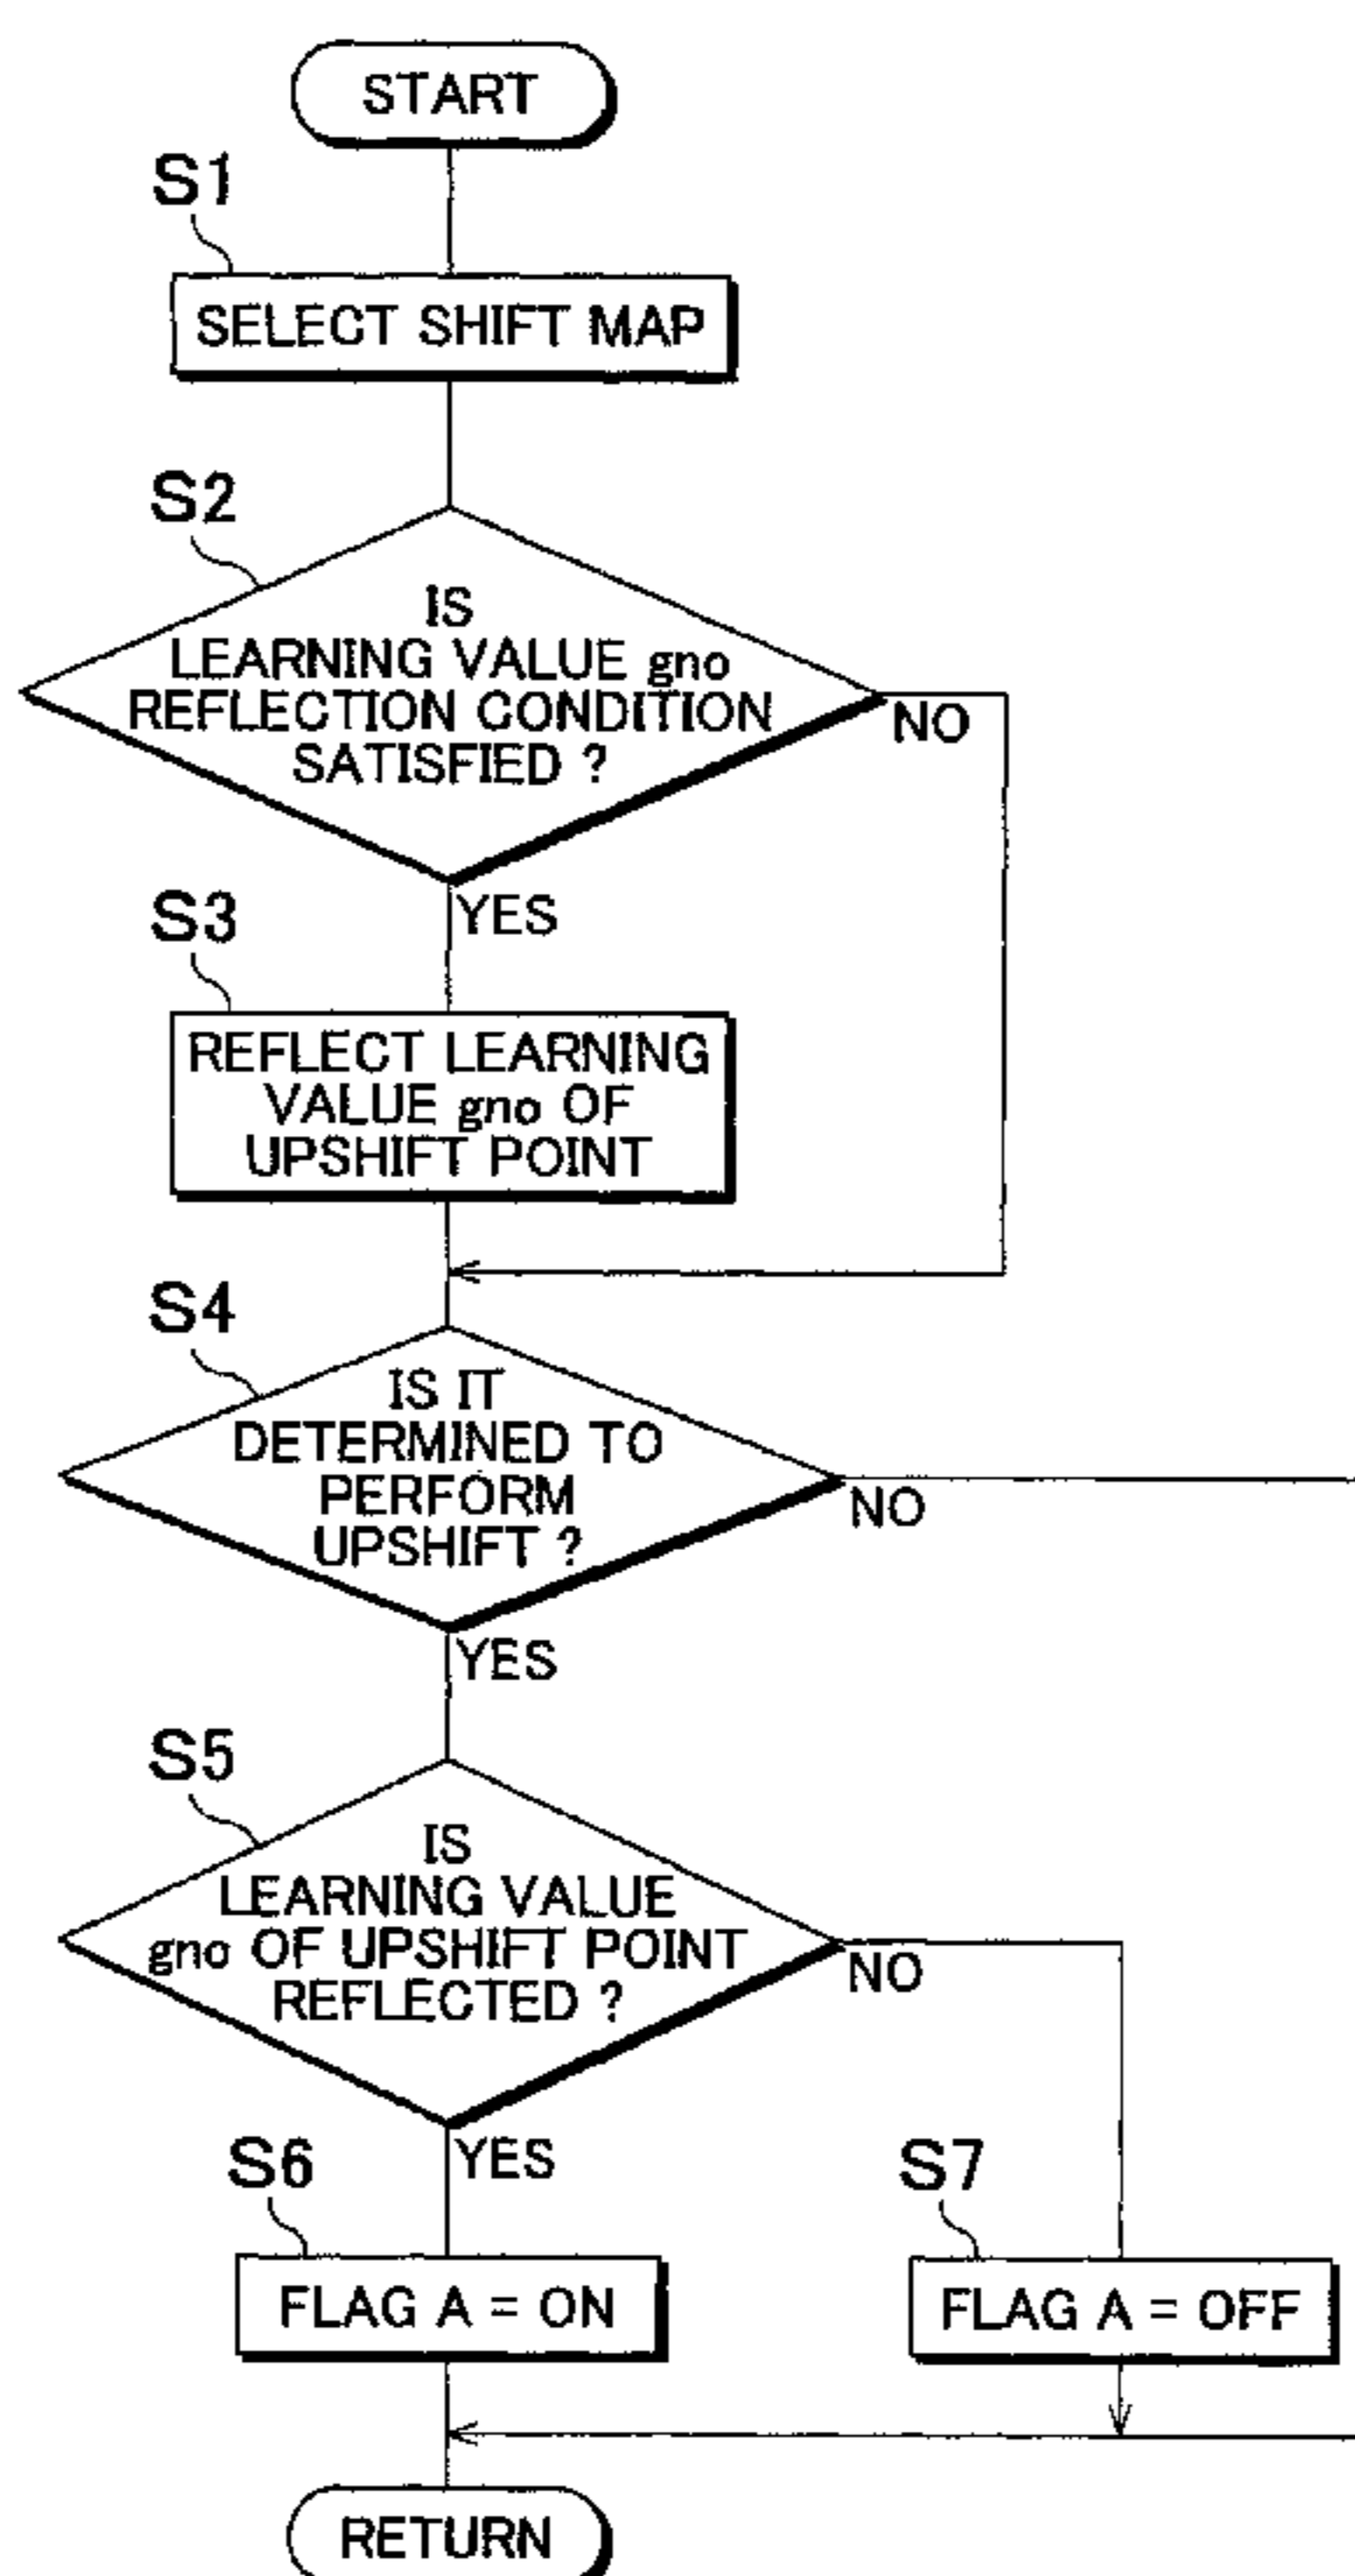 START
S1
SELECT SHIFT MAP
S2
IS
LEARNING VALUE gno
REFLECTION CONDITION
SATISFIED ?
NO
YES
S3
REFLECT LEARNING
VALUE gno OF
UPSHIFT POINT
S4
IS IT
DETERMINED TO
PERFORM
UPSHIFT ?
NO
YES
S5
IS
LEARNING VALUE
gno OF UPSHIFT POINT
REFLECTED ?
NO
YES
S6
S7
FLAG A = ON
FLAG A = OFF
RETURN